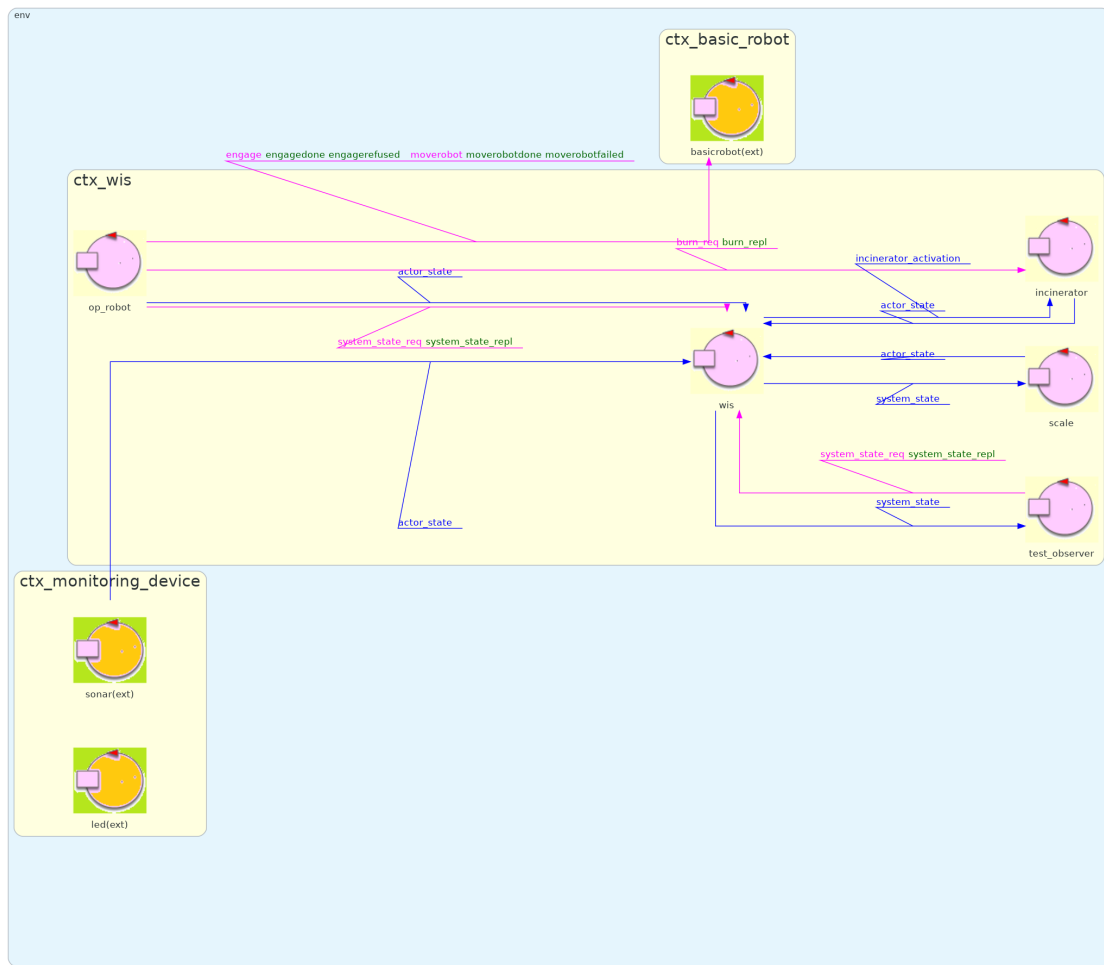 env
ctx_basic_robot
basicrobot(ext)
engage engagedone engagerefused moverobot moverobotdone moverobotfailed
ctx_wis
burn_req burn_repl
incinerator_activation
actor_state
incinerator
op_robot
actor_state
system_state_req system_state_repl
actor_state
wis
system_state
scale
system_state_req system_state_repl
system_state
actor_state
test_observer
ctx_monitoring_device
sonar(ext)
led(ext)